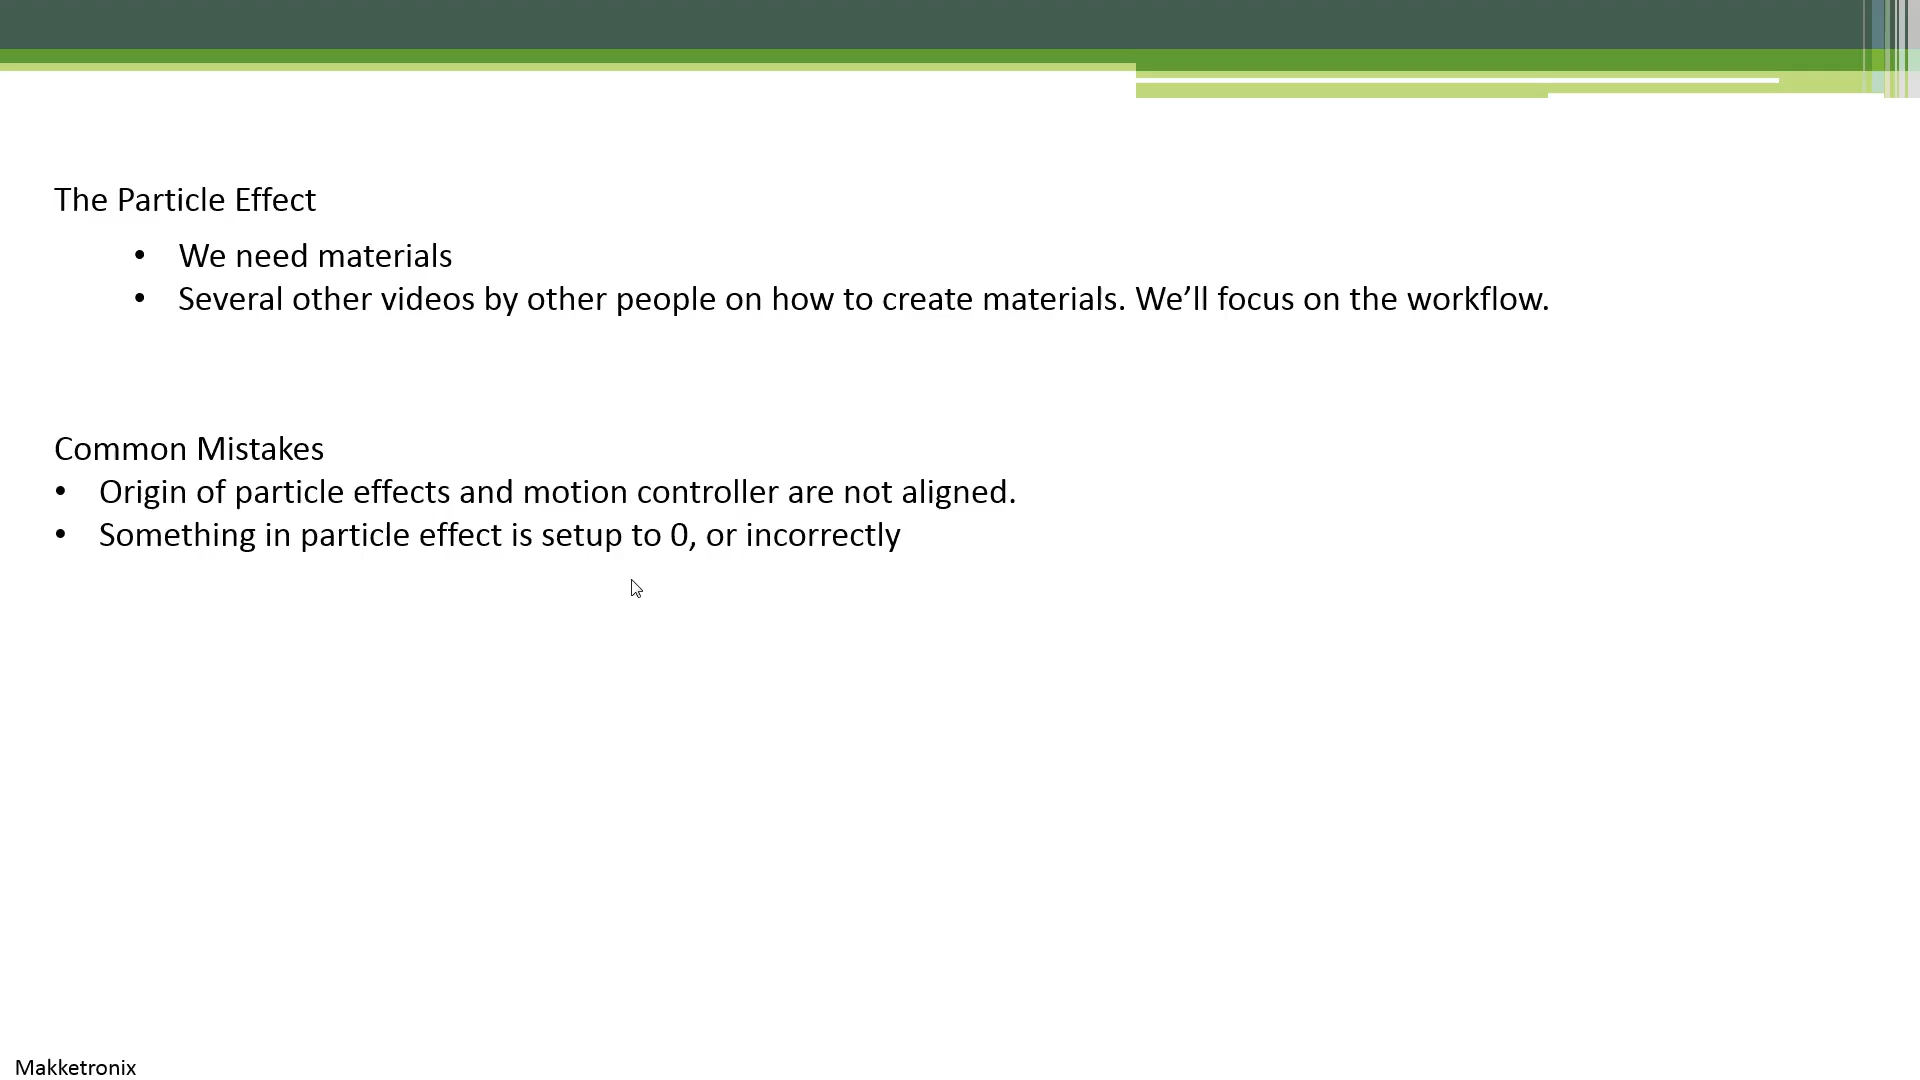 The Particle Effect
• We need materials
• Several other videos by other people on how to create materials. We’ll focus on the workflow.
Common Mistakes
• Origin of particle effects and motion controller are not aligned.
• Something in particle effect is setup to 0, or incorrectly
Makketronix